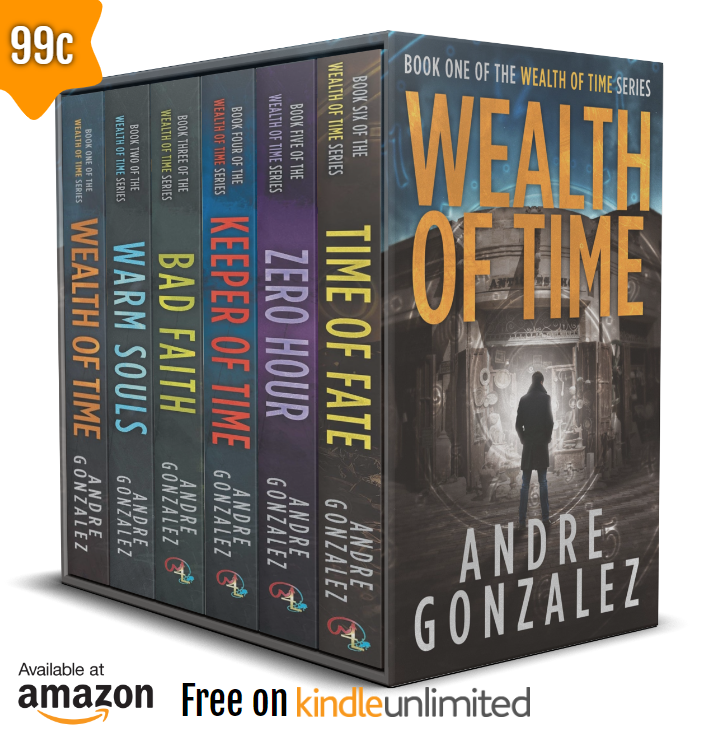 99c
BOOK ONE OF THE
WEALTH OF TIME SERIES
WEALTH OF TIME
ANDRE
GONZALEZ
BOOK TWO OF THE
WEALTH OF TIME SERIES
WARM SOULS
ANDRE
GONZALEZ
BOOK THREE OF THE
WEALTH OF TIME SERIES
BAD FAITH
ANDRE
GONZALEZ
BOOK FOUR OF THE
WEALTH OF TIME SERIES
KEEPER OF TIME
ANDRE
GONZALEZ
BOOK FIVE OF THE
WEALTH OF TIME SERIES
ZERO HOUR
ANDRE
GONZALEZ
BOOK SIX OF THE
WEALTH OF TIME SERIES
TIME OF FATE
ANDRE
GONZALEZ
BOOK ONE OF THE WEALTH OF TIME SERIES
WEALTH
OF TIME
ANDRE
GONZALEZ
Available at
amazon
Free on kindleunlimited